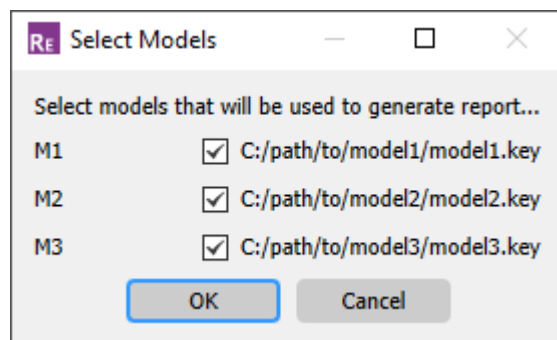 RE Select Models
Select models that will be used to generate report...
M1 C:/path/to/model1/model1.key
M2 C:/path/to/model2/model2.key
M3 C:/path/to/model3/model3.key
OK Cancel